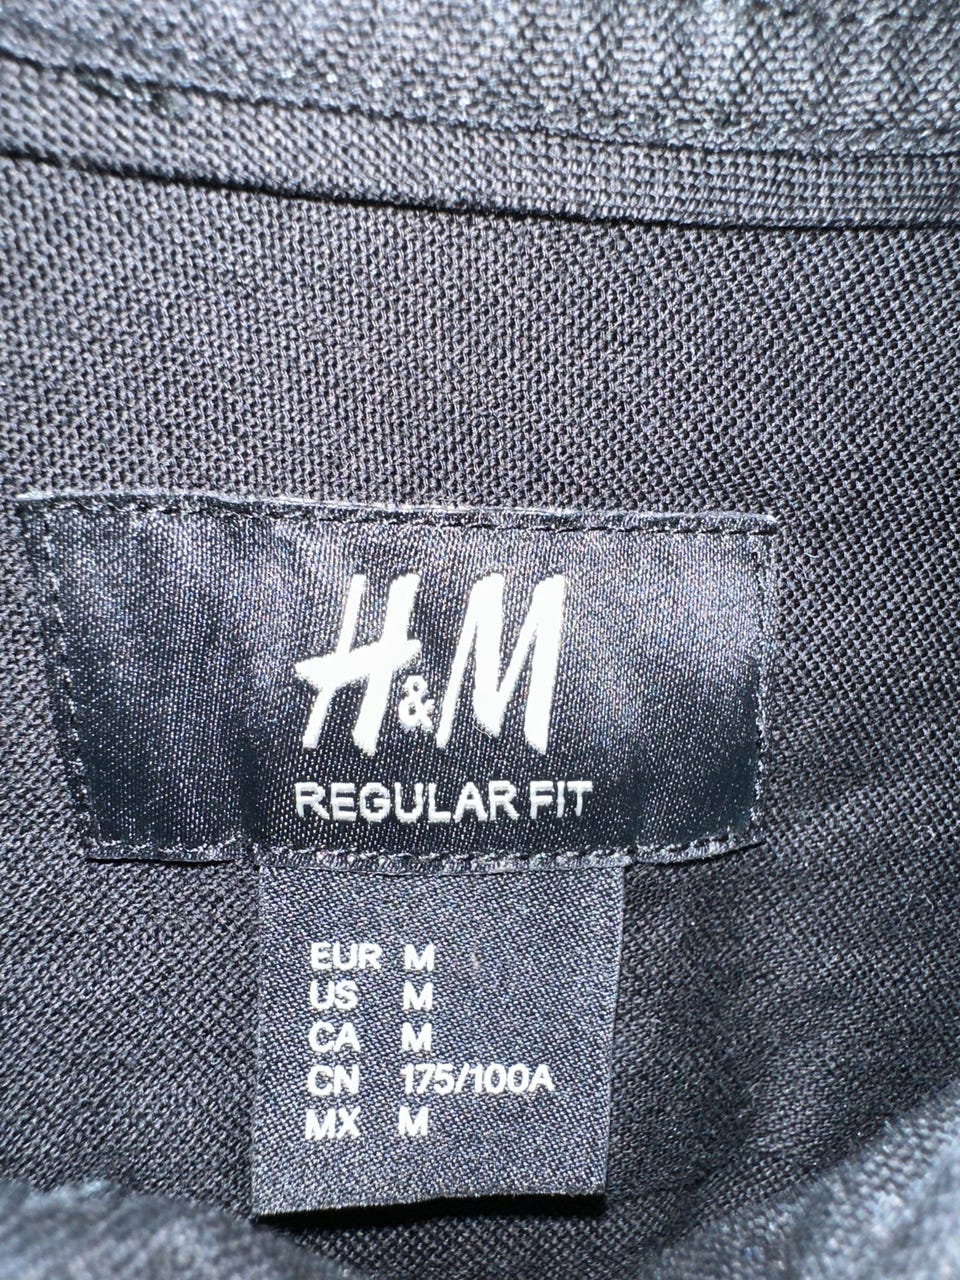 H&M
REGULAR FIT
EUR M
US M
CA M
CN 175/100A
MX M